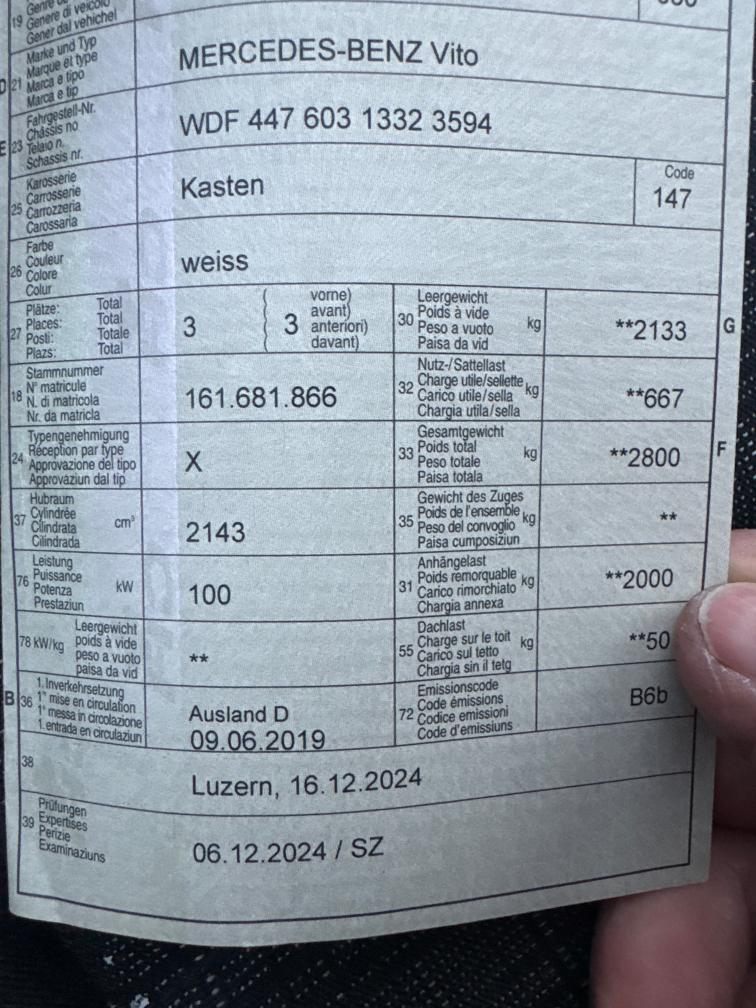 19 Genere di veicolo
Gener dal vehichel
D 21 Marke und Typ
Marque et type
Marca e tipo
Marca e tip
MERCEDES-BENZ Vito
E 23 Fahrgestell-Nr.
Châssis no
Telaio n.
Schassis nr.
WDF 447 603 1332 3594
25 Karosserie
Carrosserie
Carrozzeria
Carossaria
Kasten
Code
147
26 Farbe
Couleur
Colore
Colur
weiss
27 Plätze: Total
Places: Total
Posti: Totale
Plazs: Total
3 ( 3 vorne)
avant)
anteriori)
davant)
30 Leergewicht
Poids à vide
Peso a vuoto
Paisa da vid
kg
**2133
G
18 Stammnummer
N° matricule
N. di matricola
Nr. da matricla
161.681.866
32 Nutz-/Sattellast
Charge utile/sellette
Carico utile/sella
Chargia utila/sella
kg
**667
24 Typengenehmigung
Réception par type
Approvazione del tipo
Approvaziun dal tip
X
33 Gesamtgewicht
Poids total
Peso totale
Paisa totala
kg
**2800
F
37 Hubraum
Cylindrée
Cilindrata
Cilindrada
cm³
2143
35 Gewicht des Zuges
Poids de l'ensemble
Peso del convoglio
Paisa cumposiziun
kg
**
76 Leistung
Puissance
Potenza
Prestaziun
kW
100
31 Anhängelast
Poids remorquable
Carico rimorchiato
Chargia annexa
kg
**2000
78 kW/kg Leergewicht
poids à vide
peso a vuoto
paisa da vid
**
55 Dachlast
Charge sur le toit
Carico sul tetto
Chargia sin il tetg
kg
**50
B 36 1. Inverkehrsetzung
1° mise en circulation
1° messa in circolazione
1. entrada en circulaziun
Ausland D
09.06.2019
72 Emissionscode
Code émissions
Codice emissioni
Code d'emissiuns
B6b
38
Luzern, 16.12.2024
39 Prüfungen
Expertises
Perizie
Examinaziuns
06.12.2024 / SZ